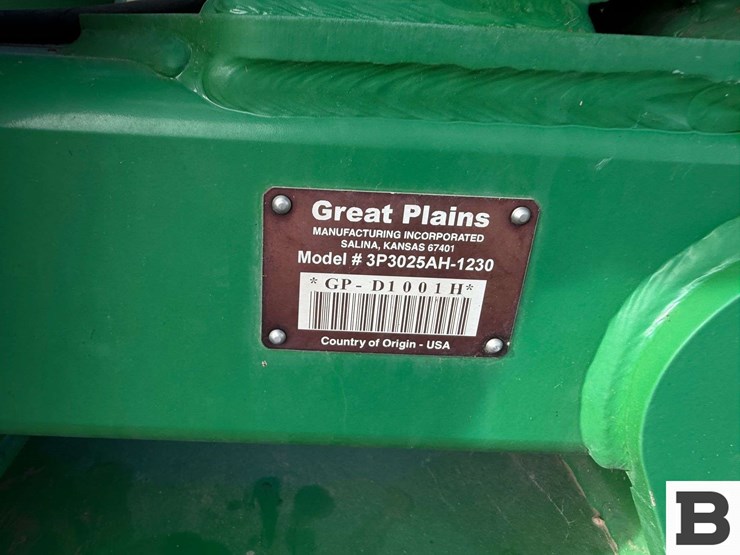 Great Plains
MANUFACTURING INCORPORATED
SALINA, KANSAS 67401
Model # 3P3025AH-1230
*GP-D1001H*
Country of Origin - USA
B